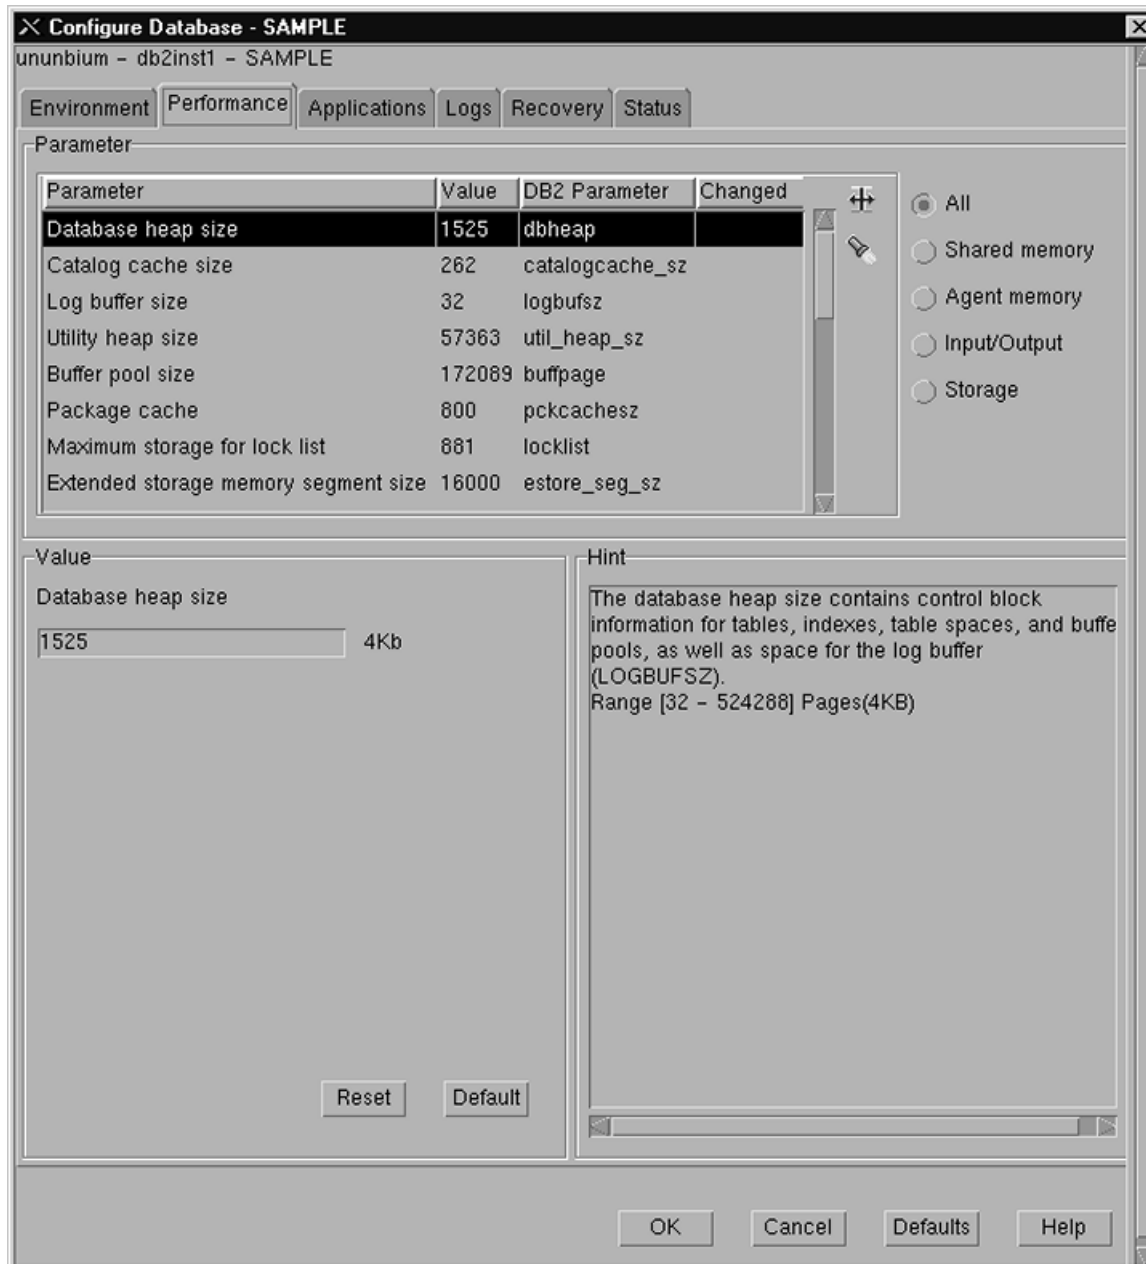 Configure Database - SAMPLE
ununbium - db2inst1 - SAMPLE
Environment Performance Applications Logs Recovery Status
Parameter
Parameter Value DB2 Parameter Changed
Database heap size 1525 dbheap
Catalog cache size 262 catalogcache_sz
Log buffer size 32 logbufsz
Utility heap size 57363 util_heap_sz
Buffer pool size 172089 buffpage
Package cache 800 pckcachesz
Maximum storage for lock list 881 locklist
Extended storage memory segment size 16000 estore_seg_sz
All
Shared memory
Agent memory
Input/Output
Storage
Value
Database heap size
1525 4Kb
Reset Default
Hint
The database heap size contains control block
information for tables, indexes, table spaces, and buffe
pools, as well as space for the log buffer
(LOGBUFSZ).
Range [32 - 524288] Pages(4KB)
OK Cancel Defaults Help